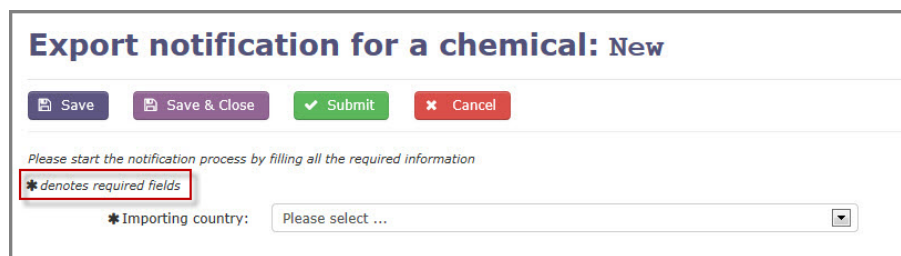 Export notification for a chemical: New
Save Save & Close Submit Cancel
Please start the notification process by filling all the required information
✱ denotes required fields
✱ Importing country: Please select ...